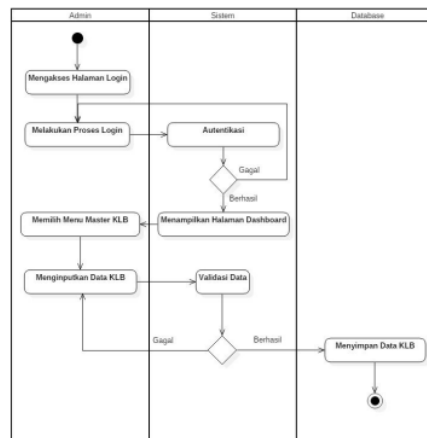 Admin
Sistem
Database
Mengakses Halaman Login
Melakukan Proses Login
Autentikasi
Gagal
Berhasil
Memilih Menu Master KLB
Menampilkan Halaman Dashboard
Menginputkan Data KLB
Validasi Data
Gagal
Berhasil
Menyimpan Data KLB